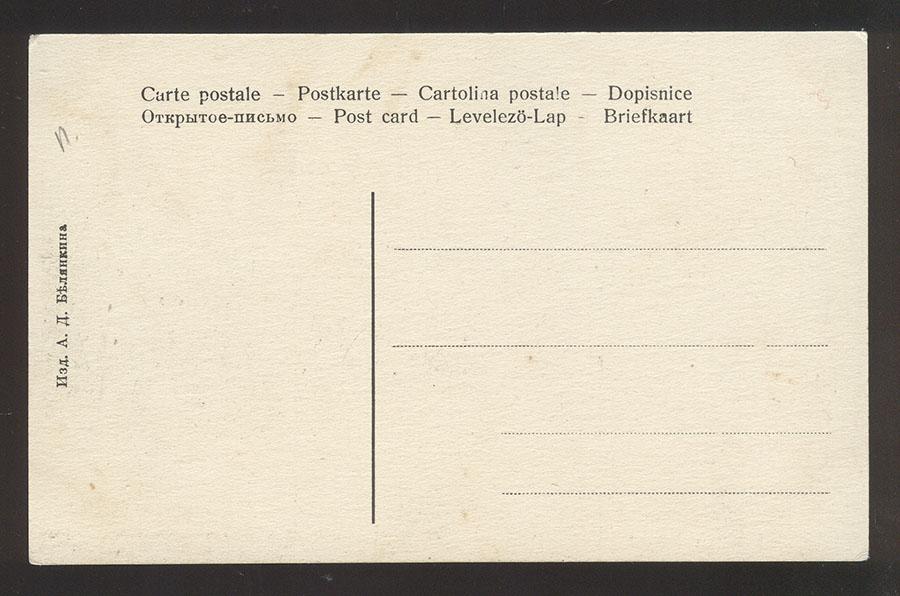 Carte postale — Postkarte — Cartolina postale — Dopisnice
Открытое-письмо — Post card — Levelezö-Lap - Briefkaart
П.
Изд. А. Д. Бѣлянкина